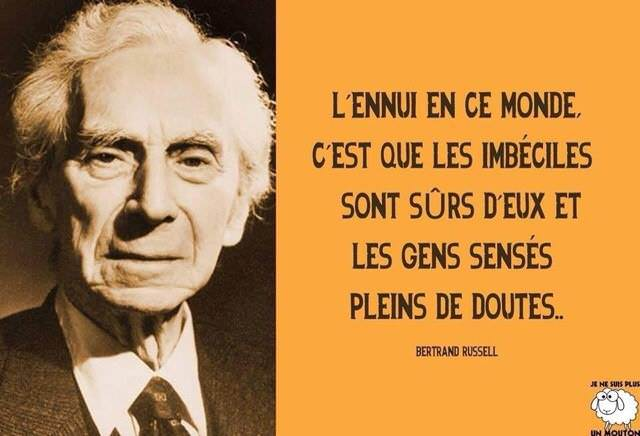 L'ENNUI EN CE MONDE,
C'EST QUE LES IMBÉCILES
SONT SÛRS D'EUX ET
LES GENS SENSÉS
PLEINS DE DOUTES..
BERTRAND RUSSELL
JE NE SUIS PLUS
UN MOUTON